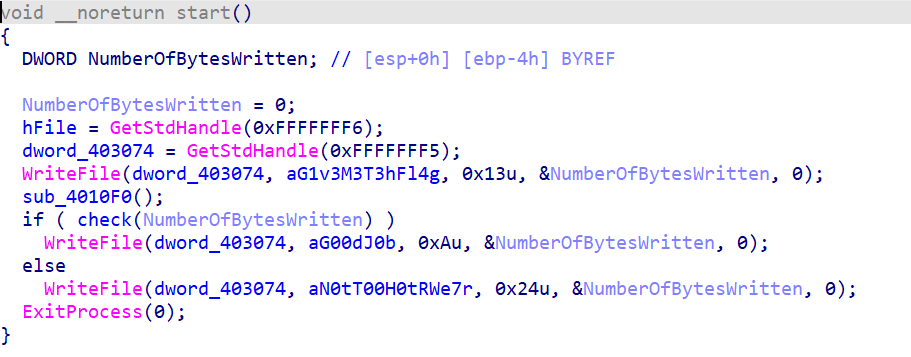 void __noreturn start()
{
  DWORD NumberOfBytesWritten; // [esp+0h] [ebp-4h] BYREF

  NumberOfBytesWritten = 0;
  hFile = GetStdHandle(0xFFFFFFF6);
  dword_403074 = GetStdHandle(0xFFFFFFF5);
  WriteFile(dword_403074, aG1v3M3T3hFl4g, 0x13u, &NumberOfBytesWritten, 0);
  sub_4010F0();
  if ( check(NumberOfBytesWritten) )
    WriteFile(dword_403074, aG00dJ0b, 0xAu, &NumberOfBytesWritten, 0);
  else
    WriteFile(dword_403074, aN0tT00H0tRWe7r, 0x24u, &NumberOfBytesWritten, 0);
  ExitProcess(0);
}